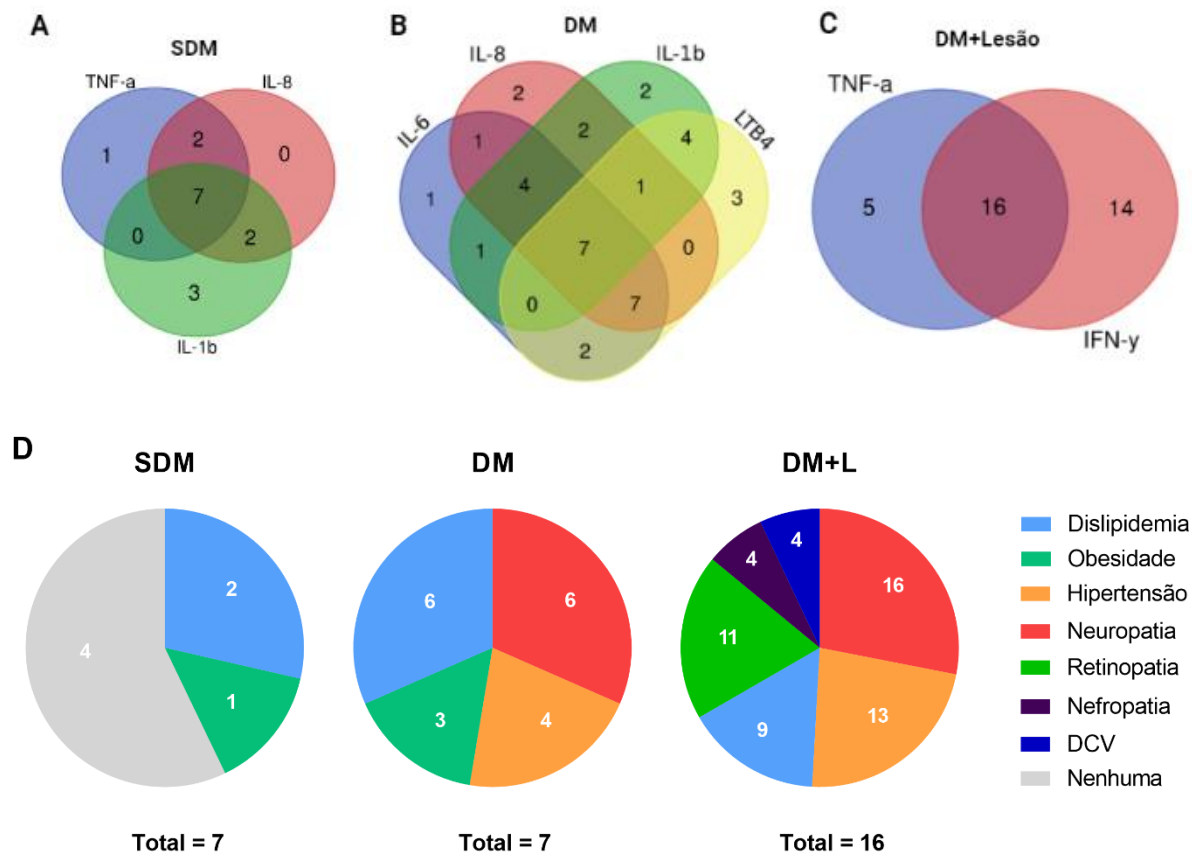 A
SDM
TNF-a
IL-8
1
2
0
7
0
2
3
IL-1b
B
DM
IL-8
IL-1b
IL-6
LTB4
2
2
1
2
4
4
1
1
3
1
7
0
0
7
2
C
DM+Lesão
TNF-a
5
16
14
IFN-y
D
SDM
2
4
1
Total = 7
DM
6
6
3
4
Total = 7
DM+L
4
4
16
11
9
13
Total = 16
Dislipidemia
Obesidade
Hipertensão
Neuropatia
Retinopatia
Nefropatia
DCV
Nenhuma